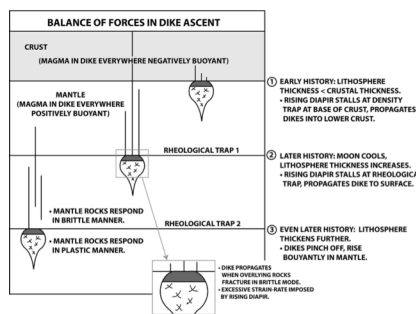 BALANCE OF FORCES IN DIKE ASCENT
CRUST
(MAGMA IN DIKE EVERYWHERE NEGATIVELY BUOYANT)
MANTLE
(MAGMA IN DIKE EVERYWHERE
POSITIVELY BUOYANT)
1 EARLY HISTORY: LITHOSPHERE
THICKNESS < CRUSTAL THICKNESS.
• RISING DIAPIR STALLS AT DENSITY
TRAP AT BASE OF CRUST, PROPAGATES
DIKES INTO LOWER CRUST.
RHEOLOGICAL TRAP 1
2 LATER HISTORY: MOON COOLS,
LITHOSPHERE THICKNESS INCREASES.
• RISING DIAPIR STALLS AT RHEOLOGICAL
TRAP, PROPAGATES DIKE TO SURFACE.
• MANTLE ROCKS RESPOND
IN BRITTLE MANNER.
RHEOLOGICAL TRAP 2
• MANTLE ROCKS RESPOND
IN PLASTIC MANNER.
3 EVEN LATER HISTORY: LITHOSPHERE
THICKENS FURTHER.
• DIKES PINCH OFF, RISE
BUOYANTLY IN MANTLE.
• DIKE PROPAGATES
WHEN OVERLYING ROCKS
FRACTURE IN BRITTLE MODE.
• EXCESSIVE STRAIN-RATE IMPOSED
BY RISING DIAPIR.